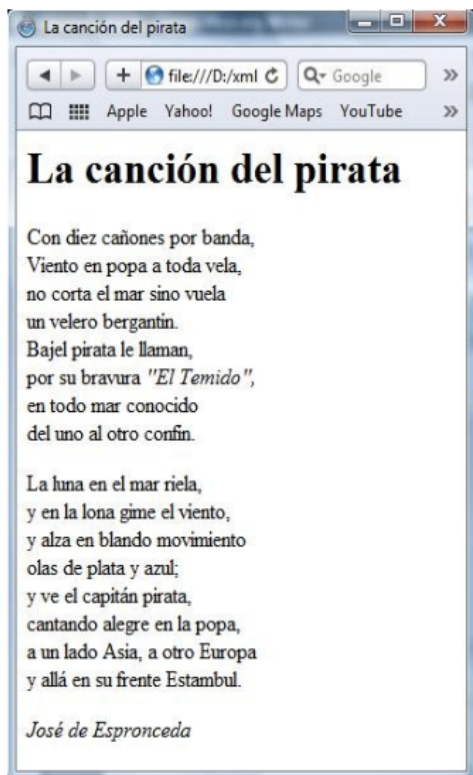 La canción del pirata
file:///D:/xml
Google
Apple Yahoo! Google Maps YouTube
La canción del pirata
Con diez cañones por banda,
Viento en popa a toda vela,
no corta el mar sino vuela
un velero bergantin.
Bajel pirata le llaman,
por su bravura "El Temido",
en todo mar conocido
del uno al otro confín.
La luna en el mar riela,
y en la lona gime el viento,
y alza en blando movimiento
olas de plata y azul;
y ve el capitán pirata,
cantando alegre en la popa,
a un lado Asia, a otro Europa
y allá en su frente Estambul.
José de Espronceda